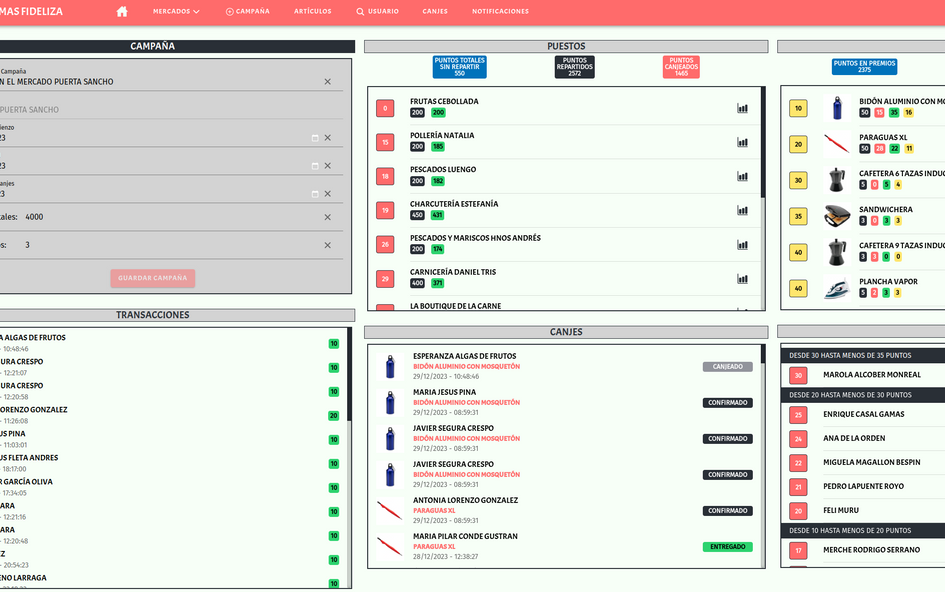 MAS FIDELIZA
MERCADOS
CAMPAÑA
ARTÍCULOS
USUARIO
CANJES
NOTIFICACIONES
CAMPAÑA
Campaña
EN EL MERCADO PUERTA SANCHO
PUERTA SANCHO
4000
3
GUARDAR CAMPAÑA
TRANSACCIONES
A ALGAS DE FRUTOS
10
- 10:48:46
URA CRESPO
10
- 12:21:07
URA CRESPO
10
- 12:20:58
LORENZO GONZALEZ
20
- 11:26:08
US PINA
10
- 11:03:01
US FLETA ANDRES
10
- 18:17:00
R GARCÍA OLIVA
10
- 17:34:05
ARA
10
- 12:21:16
ARA
10
- 12:20:48
EZ
10
- 20:54:23
ENO LARRAGA
10
PUESTOS
PUNTOS TOTALES
SIN REPARTIR
550
PUNTOS
REPARTIDOS
2572
PUNTOS
CANJEADOS
1465
0
FRUTAS CEBOLLADA
200 200
15
POLLERÍA NATALIA
200 185
18
PESCADOS LUENGO
200 182
19
CHARCUTERÍA ESTEFANÍA
450 431
26
PESCADOS Y MARISCOS HNOS ANDRÉS
200 174
29
CARNICERÍA DANIEL TRIS
400 371
LA BOUTIQUE DE LA CARNE
CANJES
ESPERANZA ALGAS DE FRUTOS
BIDÓN ALUMINIO CON MOSQUETÓN
29/12/2023 - 10:48:46
CANJEADO
MARIA JESUS PINA
BIDÓN ALUMINIO CON MOSQUETÓN
29/12/2023 - 08:59:31
CONFIRMADO
JAVIER SEGURA CRESPO
BIDÓN ALUMINIO CON MOSQUETÓN
29/12/2023 - 08:59:31
CONFIRMADO
JAVIER SEGURA CRESPO
BIDÓN ALUMINIO CON MOSQUETÓN
29/12/2023 - 08:59:31
CONFIRMADO
ANTONIA LORENZO GONZALEZ
PARAGUAS XL
29/12/2023 - 08:59:31
CONFIRMADO
MARIA PILAR CONDE GUSTRAN
PARAGUAS XL
28/12/2023 - 12:38:27
ENTREGADO
PUNTOS EN PREMIOS
2375
10
BIDÓN ALUMINIO CON MO
50 15 35 16
20
PARAGUAS XL
50 28 22 11
30
CAFETERA 6 TAZAS INDUC
5 0 5 4
35
SANDWICHERA
3 0 3 3
40
CAFETERA 9 TAZAS INDUC
3 3 0 0
40
PLANCHA VAPOR
5 2 3 3
DESDE 30 HASTA MENOS DE 35 PUNTOS
30
MAROLA ALCOBER MONREAL
DESDE 20 HASTA MENOS DE 30 PUNTOS
25
ENRIQUE CASAL GAMAS
24
ANA DE LA ORDEN
22
MIGUELA MAGALLON BESPIN
21
PEDRO LAPUENTE ROYO
20
FELI MURU
DESDE 10 HASTA MENOS DE 20 PUNTOS
17
MERCHE RODRIGO SERRANO